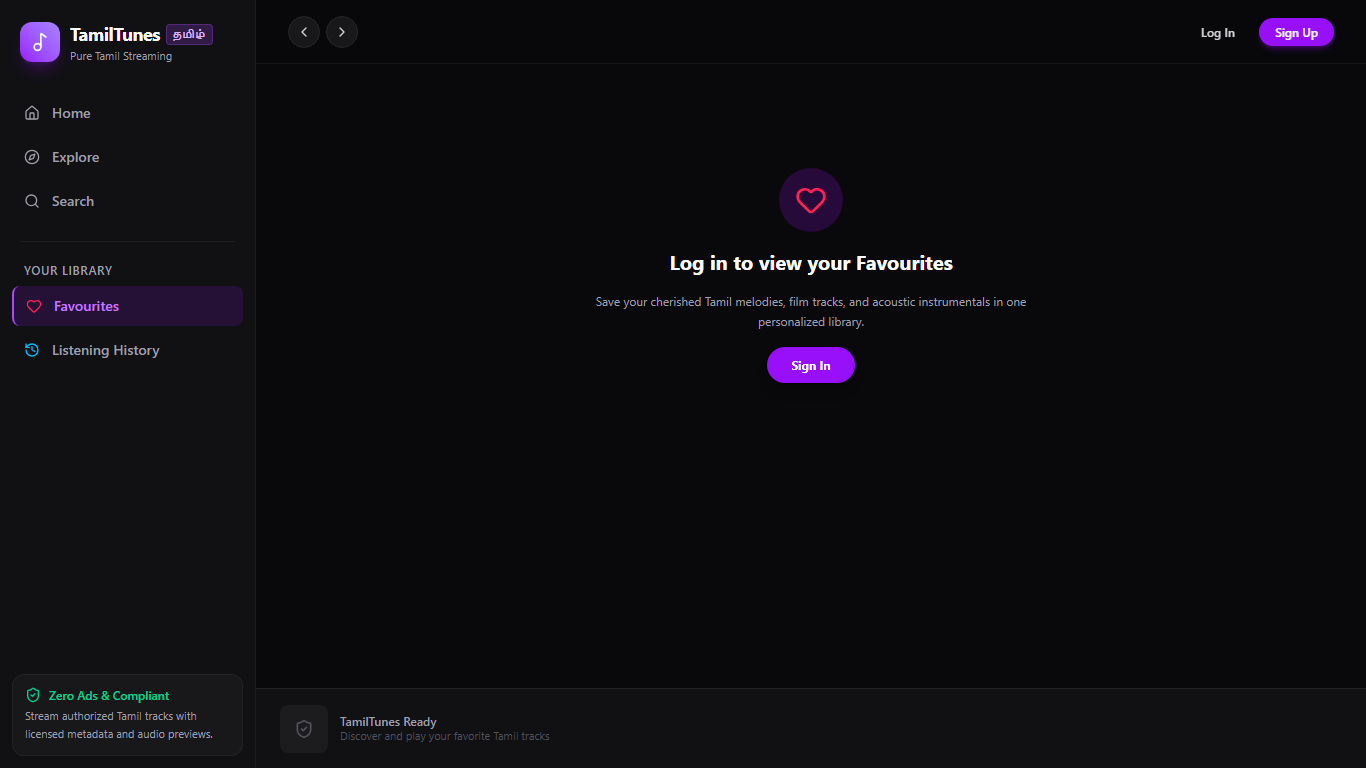 TamilTunes தமிழ்
Pure Tamil Streaming
Log In
Sign Up
Home
Explore
Search
YOUR LIBRARY
Favourites
Listening History
Log in to view your Favourites
Save your cherished Tamil melodies, film tracks, and acoustic instrumentals in one
personalized library.
Sign In
Zero Ads & Compliant
Stream authorized Tamil tracks with
licensed metadata and audio previews.
TamilTunes Ready
Discover and play your favorite Tamil tracks